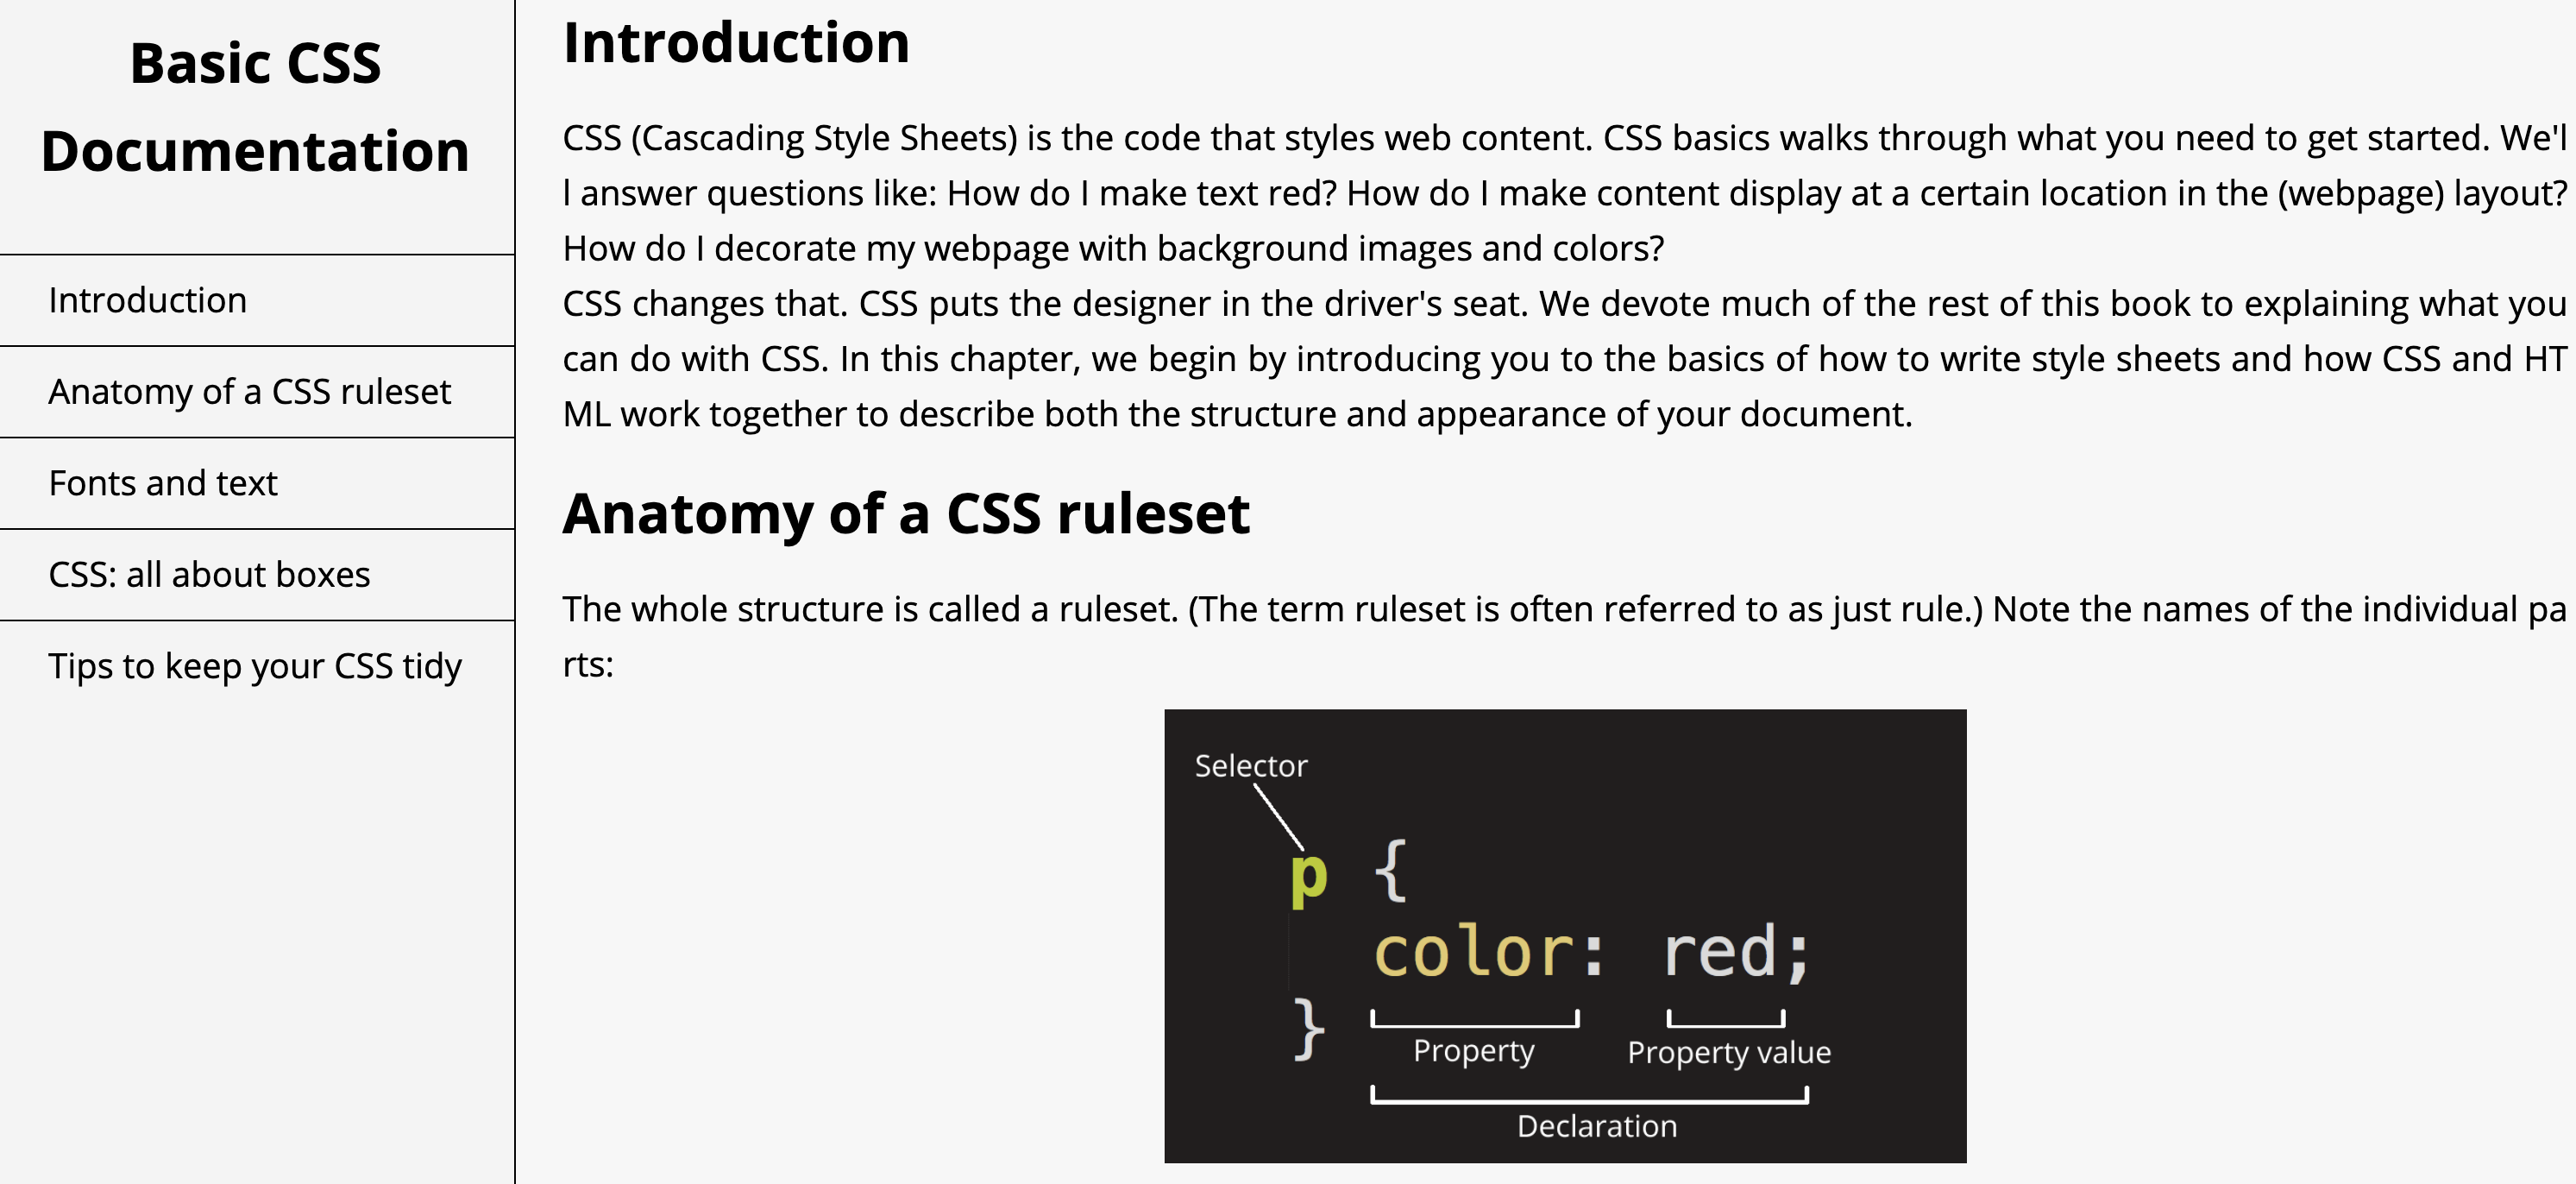 Basic CSS
Documentation
Introduction
Anatomy of a CSS ruleset
Fonts and text
CSS: all about boxes
Tips to keep your CSS tidy
Introduction
CSS (Cascading Style Sheets) is the code that styles web content. CSS basics walks through what you need to get started. We'l
l answer questions like: How do I make text red? How do I make content display at a certain location in the (webpage) layout?
How do I decorate my webpage with background images and colors?
CSS changes that. CSS puts the designer in the driver's seat. We devote much of the rest of this book to explaining what you
can do with CSS. In this chapter, we begin by introducing you to the basics of how to write style sheets and how CSS and HT
ML work together to describe both the structure and appearance of your document.
Anatomy of a CSS ruleset
The whole structure is called a ruleset. (The term ruleset is often referred to as just rule.) Note the names of the individual pa
rts:
Selector
p {
color: red;
}
Property Property value
Declaration